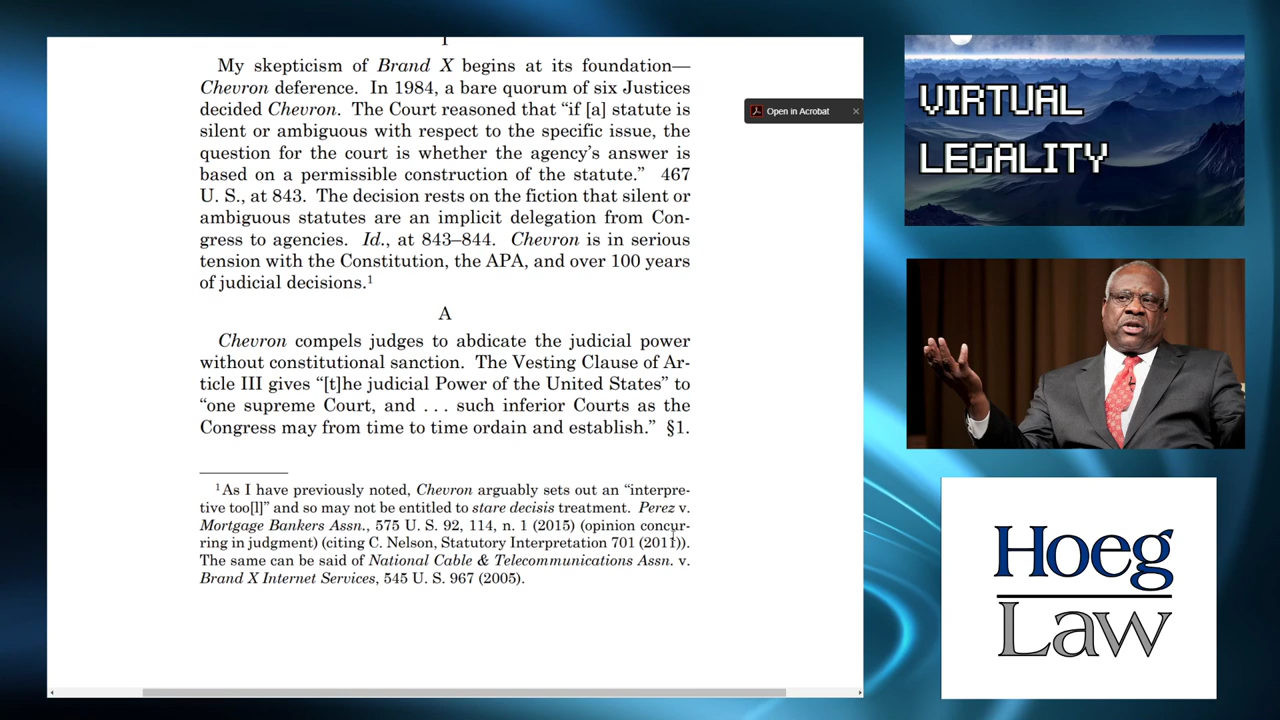 I
My skepticism of Brand X begins at its foundation—
Chevron deference. In 1984, a bare quorum of six Justices
decided Chevron. The Court reasoned that “if [a] statute is
silent or ambiguous with respect to the specific issue, the
question for the court is whether the agency’s answer is
based on a permissible construction of the statute.” 467
U. S., at 843. The decision rests on the fiction that silent or
ambiguous statutes are an implicit delegation from Con-
gress to agencies. Id., at 843–844. Chevron is in serious
tension with the Constitution, the APA, and over 100 years
of judicial decisions.1
A
Chevron compels judges to abdicate the judicial power
without constitutional sanction. The Vesting Clause of Ar-
ticle III gives “[t]he judicial Power of the United States” to
“one supreme Court, and . . . such inferior Courts as the
Congress may from time to time ordain and establish.” §1.
1 As I have previously noted, Chevron arguably sets out an “interpre-
tive too[l]” and so may not be entitled to stare decisis treatment. Perez v.
Mortgage Bankers Assn., 575 U. S. 92, 114, n. 1 (2015) (opinion concur-
ring in judgment) (citing C. Nelson, Statutory Interpretation 701 (2011)).
The same can be said of National Cable & Telecommunications Assn. v.
Brand X Internet Services, 545 U. S. 967 (2005).
Open in Acrobat
VIRTUAL
LEGALITY
Hoeg
Law